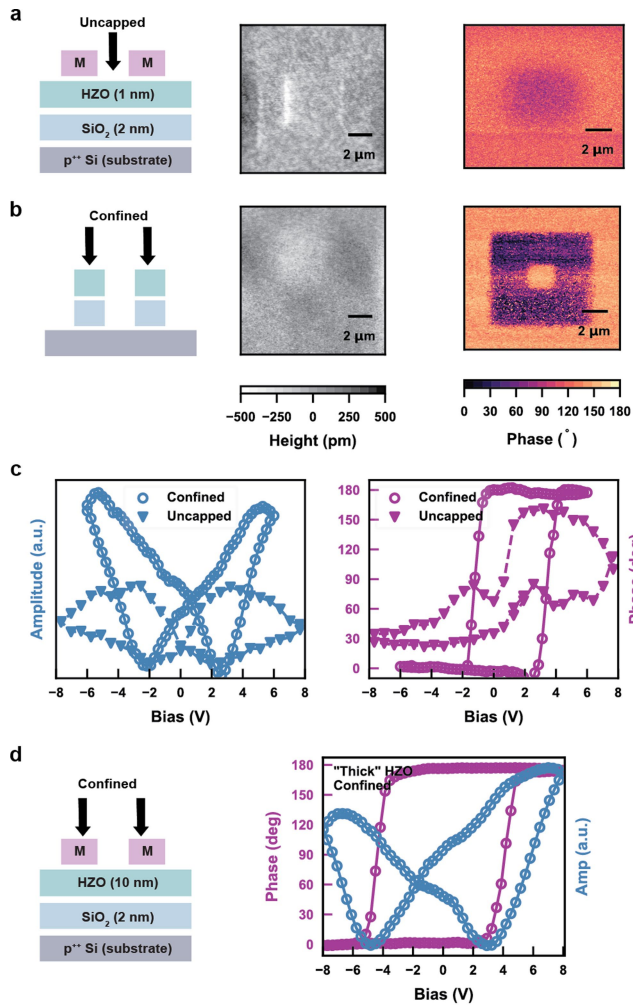 a
Uncapped
M M
HZO (1 nm)
SiO₂ (2 nm)
p⁺⁺ Si (substrate)
2 μm
2 μm
b
Confined
2 μm
2 μm
−500 −250 0 250 500
Height (pm)
0 30 60 90 120 150 180
Phase (°)
c
Amplitude (a.u.)
Confined
Uncapped
−8 −6 −4 −2 0 2 4 6 8
Bias (V)
180
150
120
90
60
30
0
Confined
Uncapped
Phase (deg)
−8 −6 −4 −2 0 2 4 6 8
Bias (V)
d
Confined
M M
HZO (10 nm)
SiO₂ (2 nm)
p⁺⁺ Si (substrate)
Phase (deg)
180
150
120
90
60
30
0
"Thick" HZO
Confined
Amp (a.u.)
−8 −6 −4 −2 0 2 4 6 8
Bias (V)